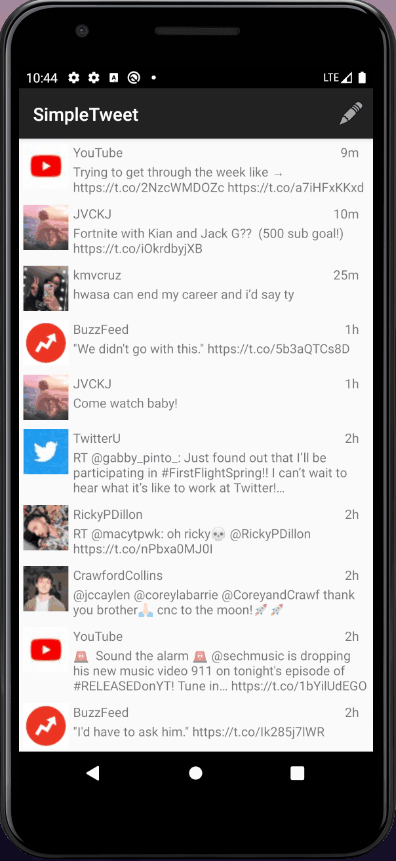 10:44 LTE
SimpleTweet
YouTube 9m
Trying to get through the week like →
https://t.co/2NzcWMDOZc https://t.co/a7iHFxKKxd
JVCKJ 10m
Fortnite with Kian and Jack G?? (500 sub goal!)
https://t.co/iOkrdbyjXB
kmvcruz 25m
hwasa can end my career and i'd say ty
BuzzFeed 1h
"We didn't go with this." https://t.co/5b3aQTCs8D
JVCKJ 1h
Come watch baby!
TwitterU 2h
RT @gabby_pinto_: Just found out that I'll be
participating in #FirstFlightSpring!! I can't wait to
hear what it's like to work at Twitter!…
RickyPDillon 2h
RT @macytpwk: oh ricky💀 @RickyPDillon
https://t.co/nPbxa0MJ0I
CrawfordCollins 2h
@jccaylen @coreylabarrie @CoreyandCrawf thank
you brother🙏🏻 cnc to the moon!🚀🚀
YouTube 2h
🚨 Sound the alarm 🚨 @sechmusic is dropping
his new music video 911 on tonight's episode of
#RELEASEDonYT! Tune in… https://t.co/1bYilUdEGO
BuzzFeed 2h
"I'd have to ask him." https://t.co/Ik285j7lWR